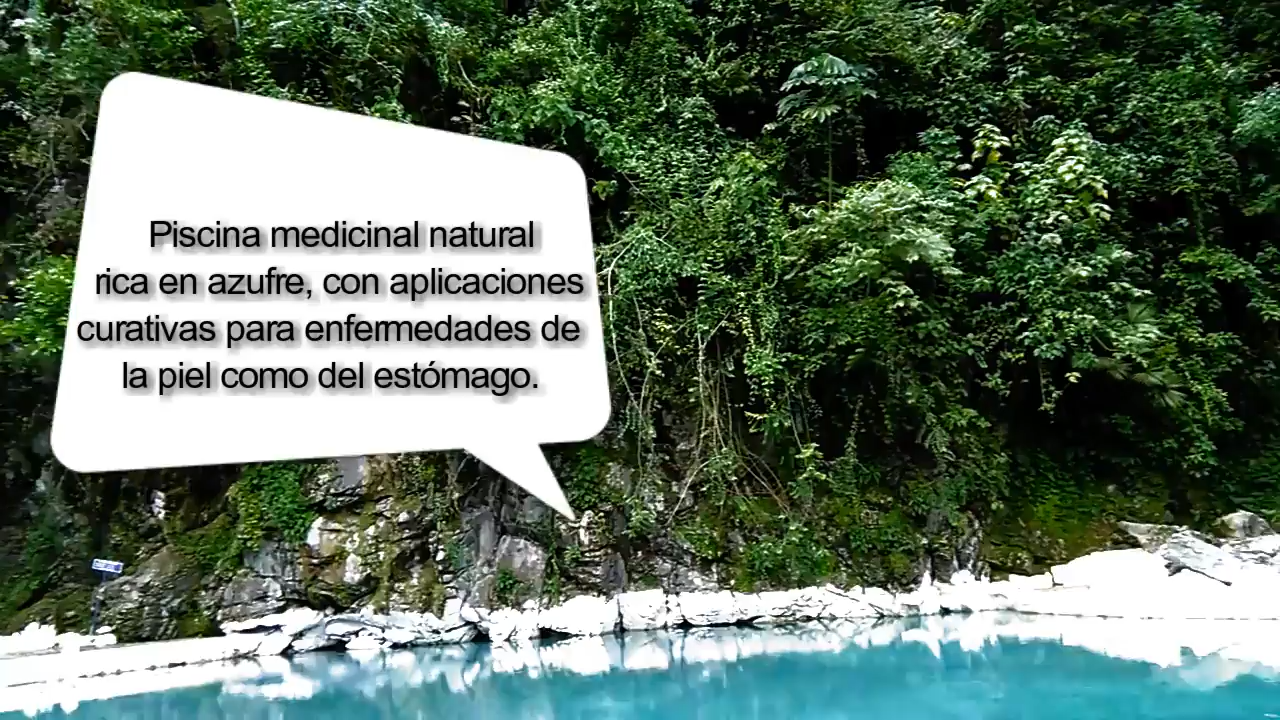 Piscina medicinal natural
rica en azufre, con aplicaciones
curativas para enfermedades de
la piel como del estómago.